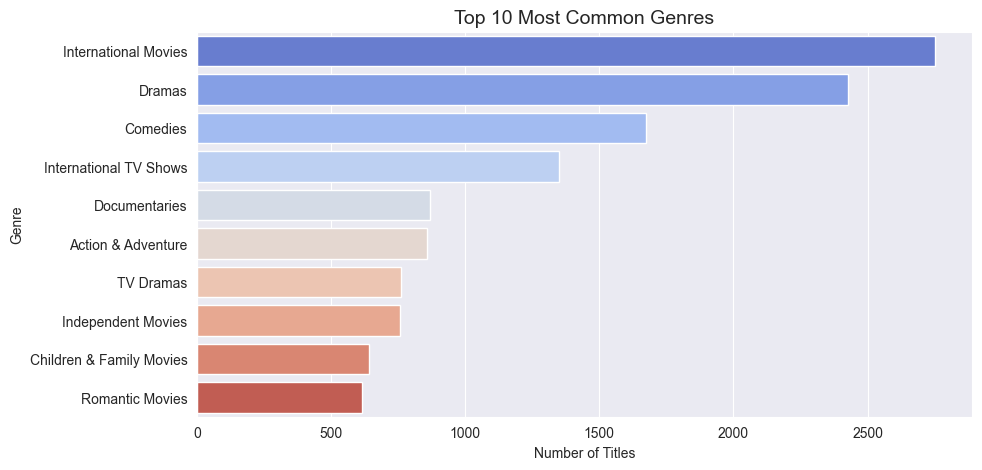 Top 10 Most Common Genres
Genre
International Movies
Dramas
Comedies
International TV Shows
Documentaries
Action & Adventure
TV Dramas
Independent Movies
Children & Family Movies
Romantic Movies
0 500 1000 1500 2000 2500
Number of Titles